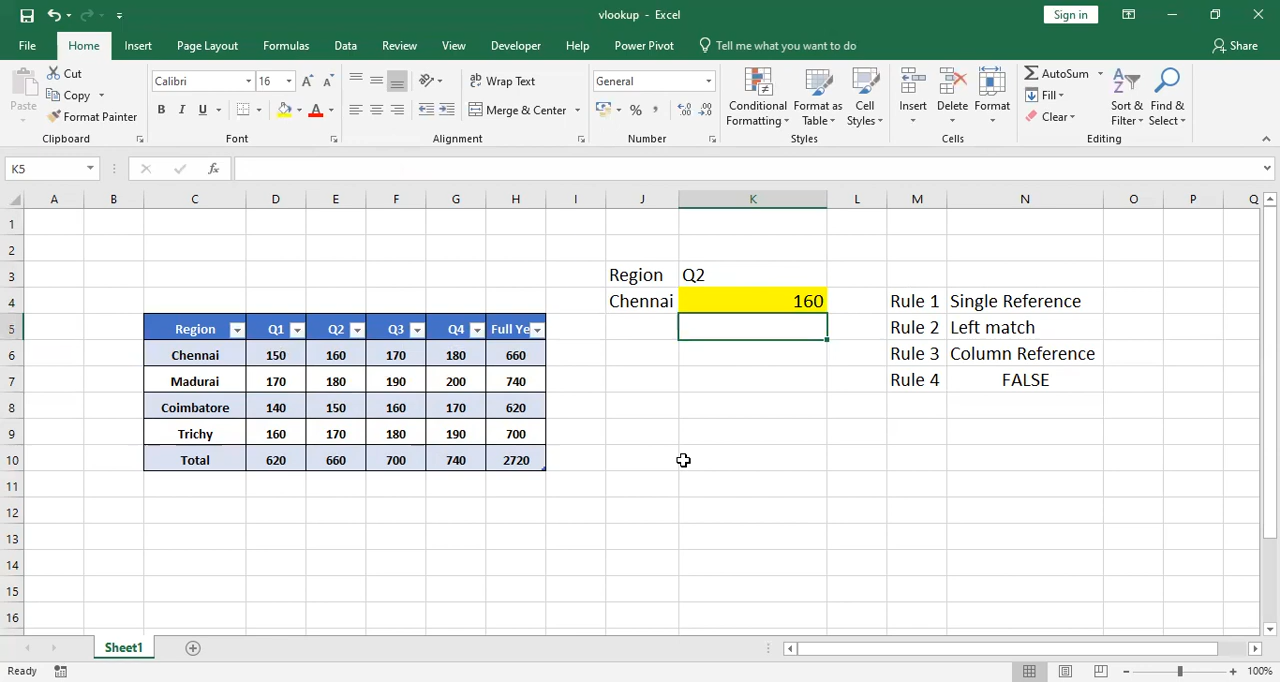 vlookup - Excel
Sign in
File Home Insert Page Layout Formulas Data Review View Developer Help Power Pivot Tell me what you want to do Share
Paste
Cut
Copy
Format Painter
Clipboard
Calibri 16
B I U A
Font
Wrap Text
Merge & Center
Alignment
General
%
Number
Conditional Formatting
Format as Table
Cell Styles
Styles
Insert
Delete
Format
Cells
AutoSum
Fill
Clear
Sort & Filter
Find & Select
Editing
K5
fx
A B C D E F G H I J K L M N O P Q
1
2
3 Region Q2
4 Chennai 160 Rule 1 Single Reference
5 Region Q1 Q2 Q3 Q4 Full Ye Rule 2 Left match
6 Chennai 150 160 170 180 660 Rule 3 Column Reference
7 Madurai 170 180 190 200 740 Rule 4 FALSE
8 Coimbatore 140 150 160 170 620
9 Trichy 160 170 180 190 700
10 Total 620 660 700 740 2720
11
12
13
14
15
16
Sheet1
Ready
100%